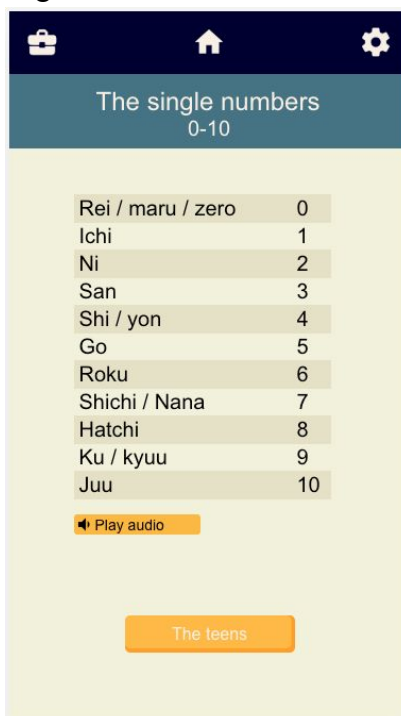 The single numbers
0-10
Rei / maru / zero 0
Ichi 1
Ni 2
San 3
Shi / yon 4
Go 5
Roku 6
Shichi / Nana 7
Hatchi 8
Ku / kyuu 9
Juu 10
Play audio
The teens